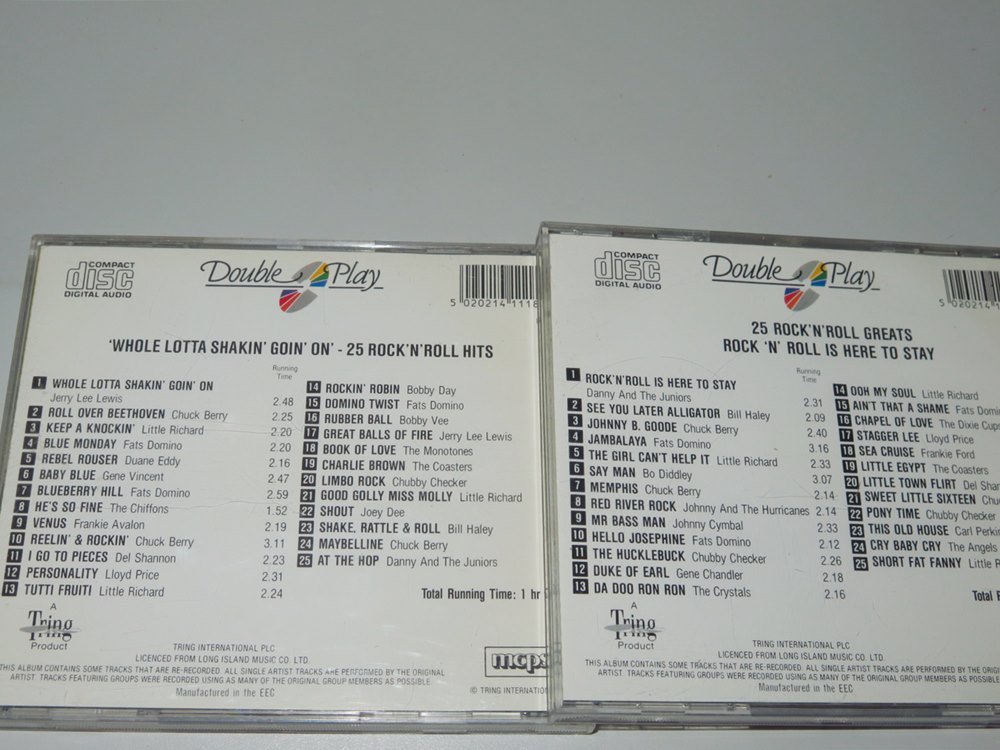 COMPACT
disc
DIGITAL AUDIO
Double Play
5 020214 1118
'WHOLE LOTTA SHAKIN' GOIN' ON' - 25 ROCK'N'ROLL HITS
Running
Time
1 WHOLE LOTTA SHAKIN' GOIN' ON
Jerry Lee Lewis 2.48
2 ROLL OVER BEETHOVEN Chuck Berry 2.25
3 KEEP A KNOCKIN' Little Richard 2.20
4 BLUE MONDAY Fats Domino 2.20
5 REBEL ROUSER Duane Eddy 2.16
6 BABY BLUE Gene Vincent 2.47
7 BLUEBERRY HILL Fats Domino 2.59
8 HE'S SO FINE The Chiffons 1.52
9 VENUS Frankie Avalon 2.19
10 REELIN' & ROCKIN' Chuck Berry 3.11
11 I GO TO PIECES Del Shannon 2.23
12 PERSONALITY Lloyd Price 2.31
13 TUTTI FRUITI Little Richard 2.24
14 ROCKIN' ROBIN Bobby Day
15 DOMINO TWIST Fats Domino
16 RUBBER BALL Bobby Vee
17 GREAT BALLS OF FIRE Jerry Lee Lewis
18 BOOK OF LOVE The Monotones
19 CHARLIE BROWN The Coasters
20 LIMBO ROCK Chubby Checker
21 GOOD GOLLY MISS MOLLY Little Richard
22 SHOUT Joey Dee
23 SHAKE, RATTLE & ROLL Bill Haley
24 MAYBELLINE Chuck Berry
25 AT THE HOP Danny And The Juniors
Total Running Time: 1 hr
A
Tring
Product
TRING INTERNATIONAL PLC
LICENCED FROM LONG ISLAND MUSIC CO. LTD.
mcps
THIS ALBUM CONTAINS SOME TRACKS THAT ARE RE-RECORDED. ALL SINGLE ARTIST TRACKS ARE PERFORMED BY THE ORIGINAL
ARTIST. TRACKS FEATURING GROUPS WERE RECORDED USING AS MANY OF THE ORIGINAL GROUP MEMBERS AS POSSIBLE.
Manufactured in the EEC
© TRING INTERNATIO
COMPACT
disc
DIGITAL AUDIO
Double Play
5 020214
25 ROCK'N'ROLL GREATS
ROCK 'N' ROLL IS HERE TO STAY
Running
Time
1 ROCK'N'ROLL IS HERE TO STAY
Danny And The Juniors 2.31
2 SEE YOU LATER ALLIGATOR Bill Haley 2.09
3 JOHNNY B. GOODE Chuck Berry 2.40
4 JAMBALAYA Fats Domino 3.16
5 THE GIRL CAN'T HELP IT Little Richard 2.33
6 SAY MAN Bo Diddley 3.07
7 MEMPHIS Chuck Berry 2.14
8 RED RIVER ROCK Johnny And The Hurricanes 2.14
9 MR BASS MAN Johnny Cymbal 2.33
10 HELLO JOSEPHINE Fats Domino 2.12
11 THE HUCKLEBUCK Chubby Checker 2.26
12 DUKE OF EARL Gene Chandler 2.18
13 DA DOO RON RON The Crystals 2.16
14 OOH MY SOUL Little Richard
15 AIN'T THAT A SHAME Fats Domi
16 CHAPEL OF LOVE The Dixie Cups
17 STAGGER LEE Lloyd Price
18 SEA CRUISE Frankie Ford
19 LITTLE EGYPT The Coasters
20 LITTLE TOWN FLIRT Del Shan
21 SWEET LITTLE SIXTEEN Chu
22 PONY TIME Chubby Checker
23 THIS OLD HOUSE Carl Perkin
24 CRY BABY CRY The Angels
25 SHORT FAT FANNY Little R
Total R
A
Tring
Product
TRING INTERNATIONAL PLC
LICENCED FROM LONG ISLAND MUSIC CO. LTD.
THIS ALBUM CONTAINS SOME TRACKS THAT ARE RE-RECORDED. ALL SINGLE ARTIST TRACKS ARE PERFORMED BY THE ORIGI
ARTIST. TRACKS FEATURING GROUPS WERE RECORDED USING AS MANY OF THE ORIGINAL GROUP MEMBERS AS POSSIBLE.
Manufactured in the EEC